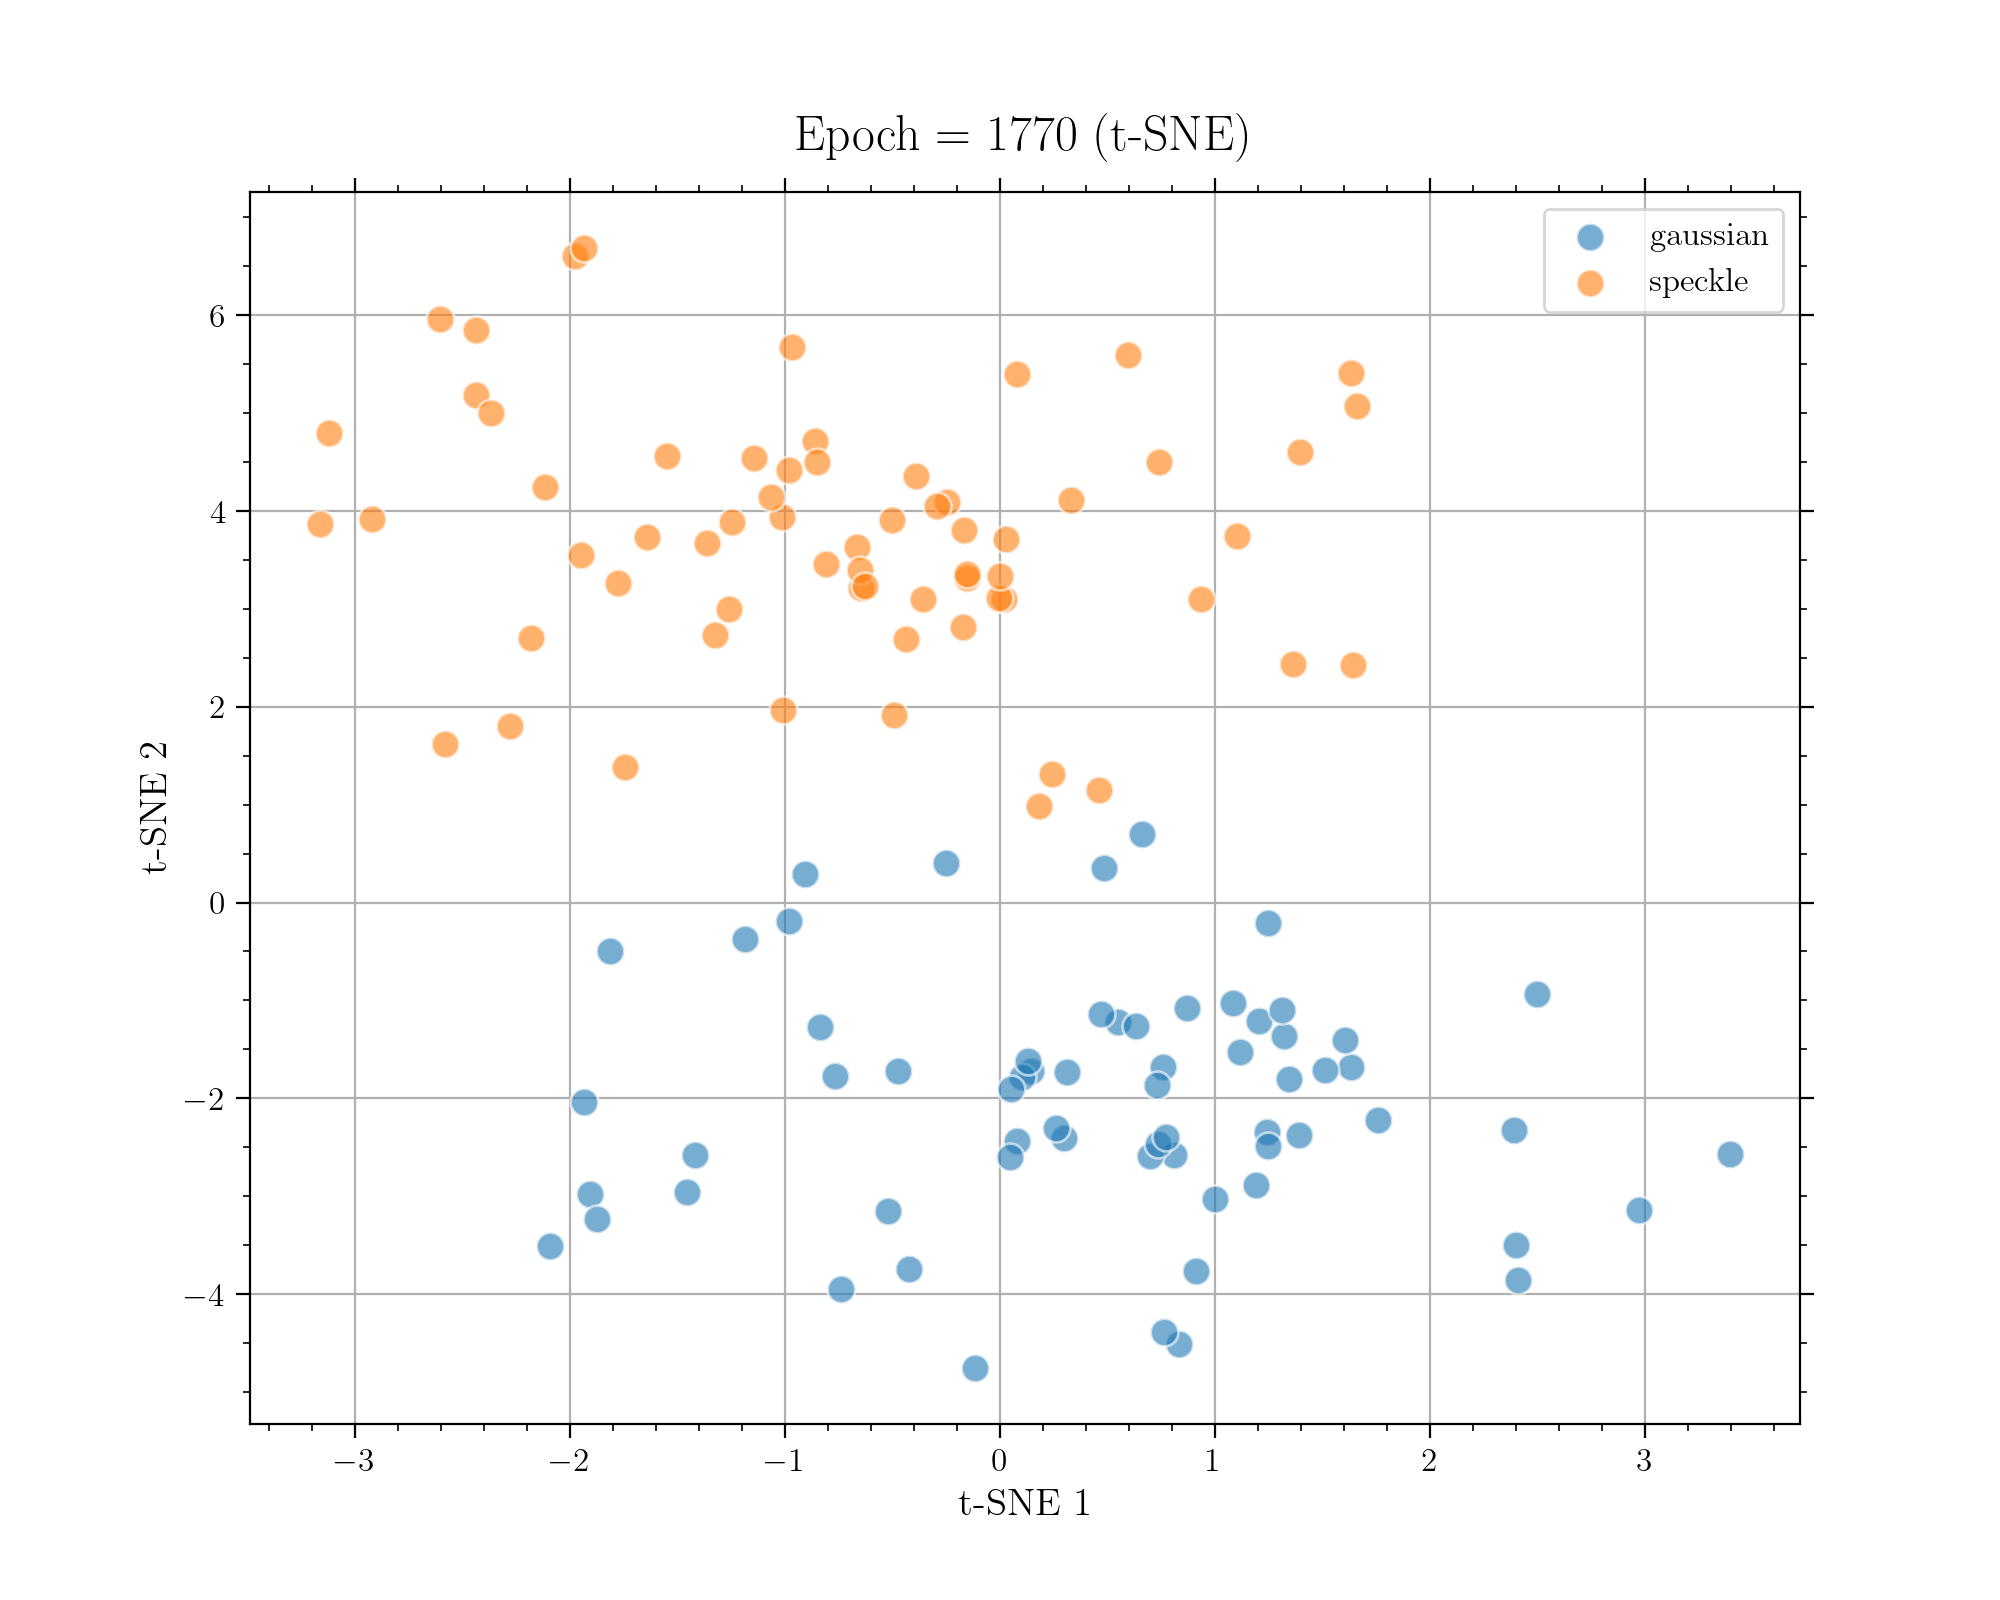 Epoch = 1770 (t-SNE)
gaussian
speckle
6
4
2
0
−2
−4
t-SNE 2
−3
−2
−1
0
1
2
3
t-SNE 1